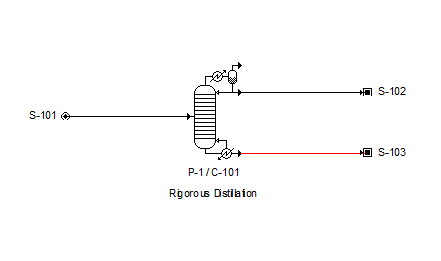 S-102
S-101
S-103
P-1 / C-101
Rigorous Distillation